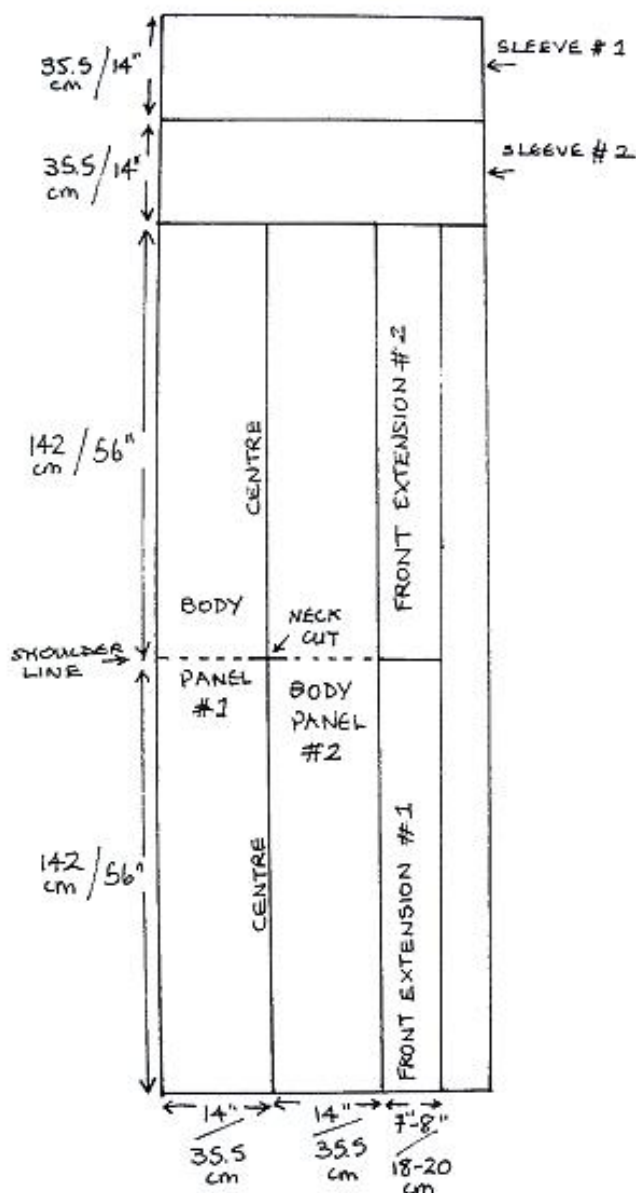 35.5 / 14"
cm
SLEEVE # 1
35.5 / 14"
cm
SLEEVE # 2
142 / 56"
cm
CENTRE
FRONT EXTENSION # 2
BODY
NECK
CUT
SHOULDER
LINE
PANEL
#1
BODY
PANEL
#2
142 / 56"
cm
CENTRE
FRONT EXTENSION #1
14"
/
35.5
cm
14"
/
35.5
cm
7"-8"
/
18-20
cm